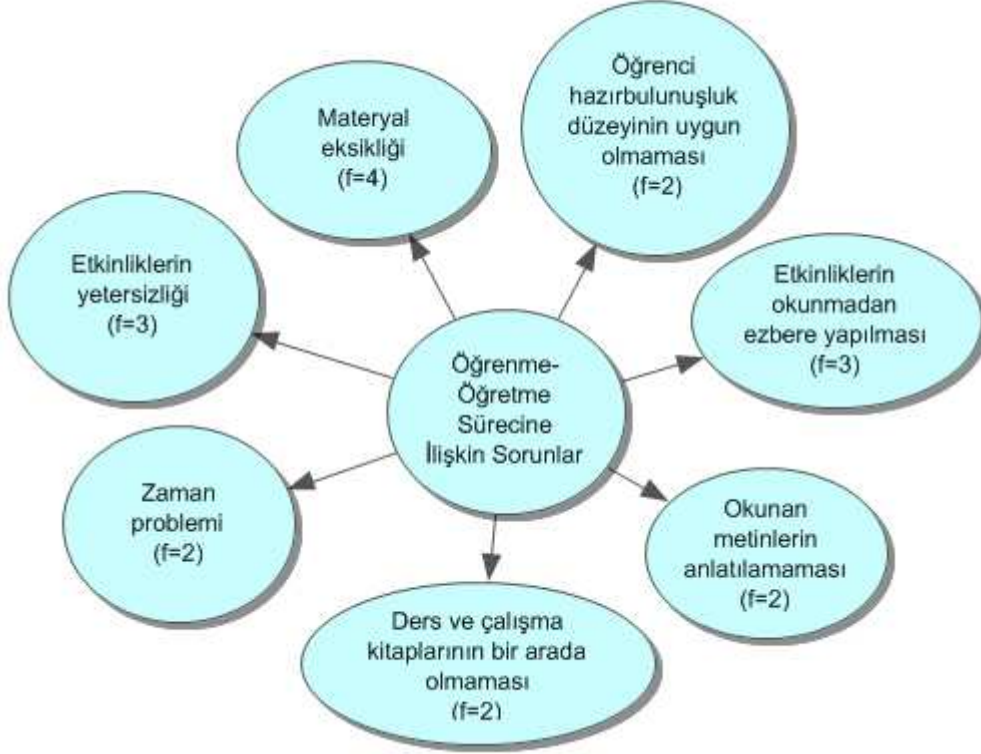 Öğrenci
hazırbulunuşluk
düzeyinin uygun
olmaması
(f=2)
Materyal
eksikliği
(f=4)
Etkinliklerin
yetersizliği
(f=3)
Etkinliklerin
okunmadan
ezbere yapılması
(f=3)
Öğrenme-
Öğretme
Sürecine
İlişkin Sorunlar
Zaman
problemi
(f=2)
Okunan
metinlerin
anlatılamaması
(f=2)
Ders ve çalışma
kitaplarının bir arada
olmaması
(f=2)